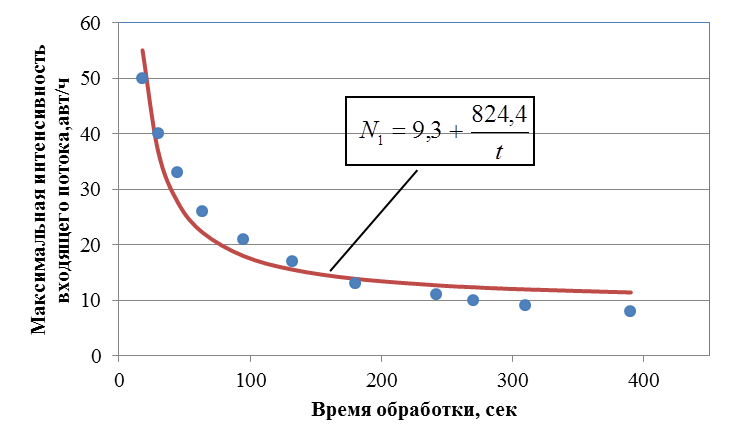 Максимальная интенсивность
входящего потока,авт/ч
60
50
40
30
20
10
0
N₁ = 9,3 + 824,4/t
0 100 200 300 400
Время обработки, сек